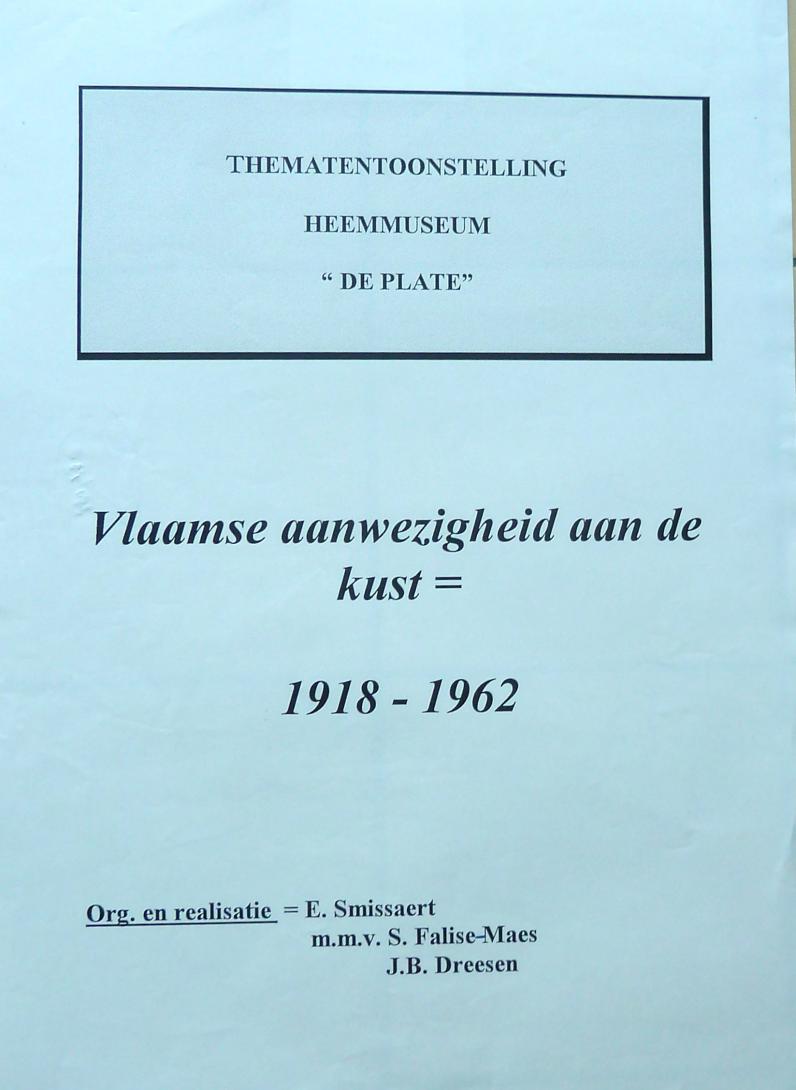 THEMATENTOONSTELLING
HEEMMUSEUM
“ DE PLATE”
Vlaamse aanwezigheid aan de
kust =
1918 - 1962
Org. en realisatie = E. Smissaert
m.m.v. S. Falise-Maes
J.B. Dreesen